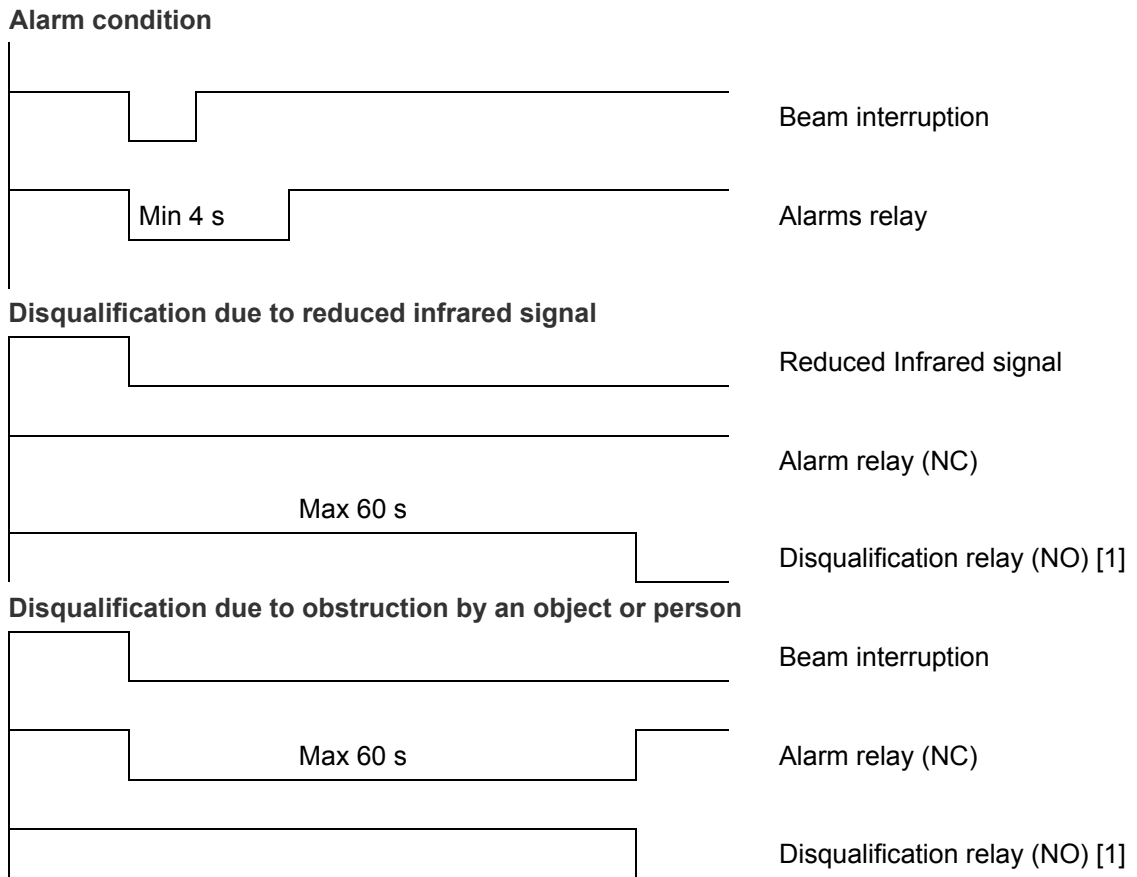 Alarm condition
Beam interruption
Min 4 s
Alarms relay
Disqualification due to reduced infrared signal
Reduced Infrared signal
Alarm relay (NC)
Max 60 s
Disqualification relay (NO) [1]
Disqualification due to obstruction by an object or person
Beam interruption
Max 60 s
Alarm relay (NC)
Disqualification relay (NO) [1]